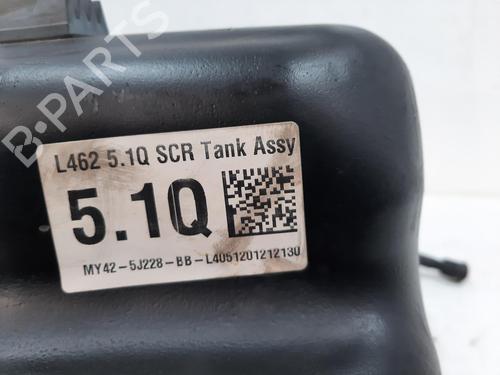 B-PARTS
L462 5.1Q SCR Tank Assy
5.1Q
MY42-5J228-BB-L4051201212130